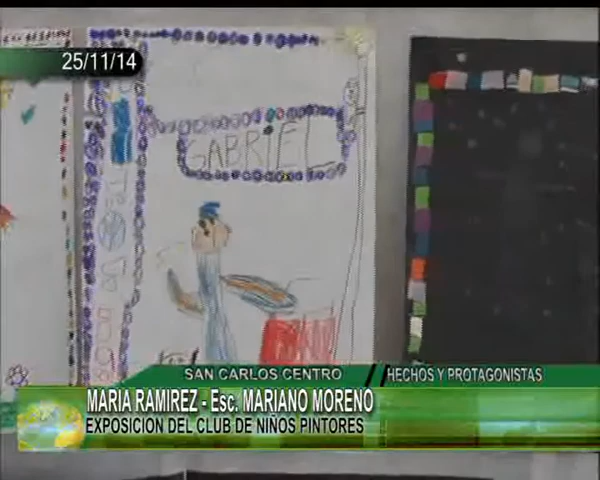 25/11/14
GABRIEL
SAN CARLOS CENTRO
HECHOS Y PROTAGONISTAS
MARIA RAMIREZ - Esc. MARIANO MORENO
EXPOSICION DEL CLUB DE NIÑOS PINTORES